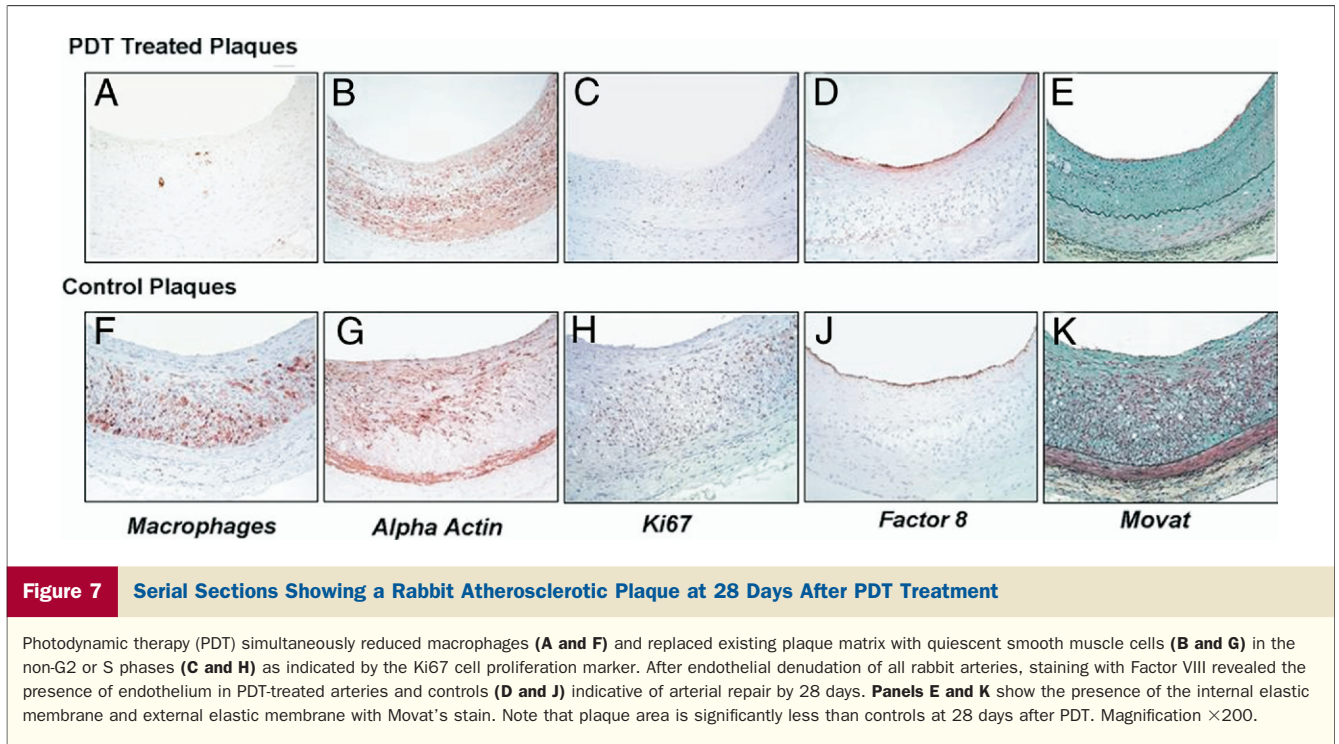 PDT Treated Plaques
A B C D E
Control Plaques
F G H J K
Macrophages Alpha Actin Ki67 Factor 8 Movat
Figure 7 Serial Sections Showing a Rabbit Atherosclerotic Plaque at 28 Days After PDT Treatment
Photodynamic therapy (PDT) simultaneously reduced macrophages (A and F) and replaced existing plaque matrix with quiescent smooth muscle cells (B and G) in the
non-G2 or S phases (C and H) as indicated by the Ki67 cell proliferation marker. After endothelial denudation of all rabbit arteries, staining with Factor VIII revealed the
presence of endothelium in PDT-treated arteries and controls (D and J) indicative of arterial repair by 28 days. Panels E and K show the presence of the internal elastic
membrane and external elastic membrane with Movat's stain. Note that plaque area is significantly less than controls at 28 days after PDT. Magnification ×200.